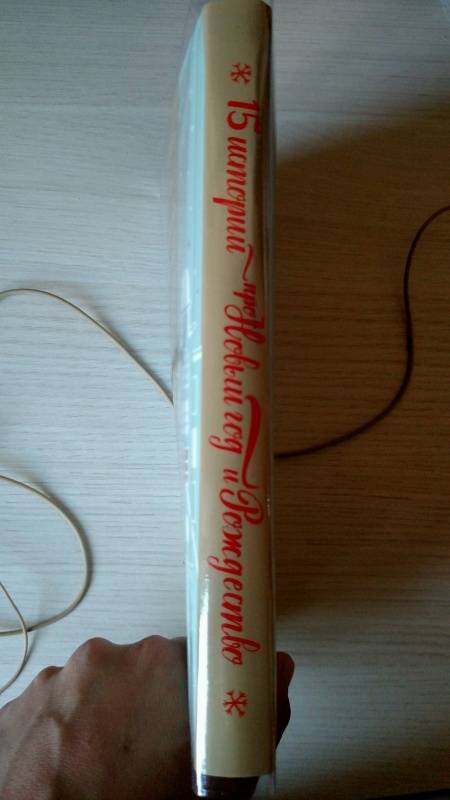 * 15 историй про Новый год и Рождество *